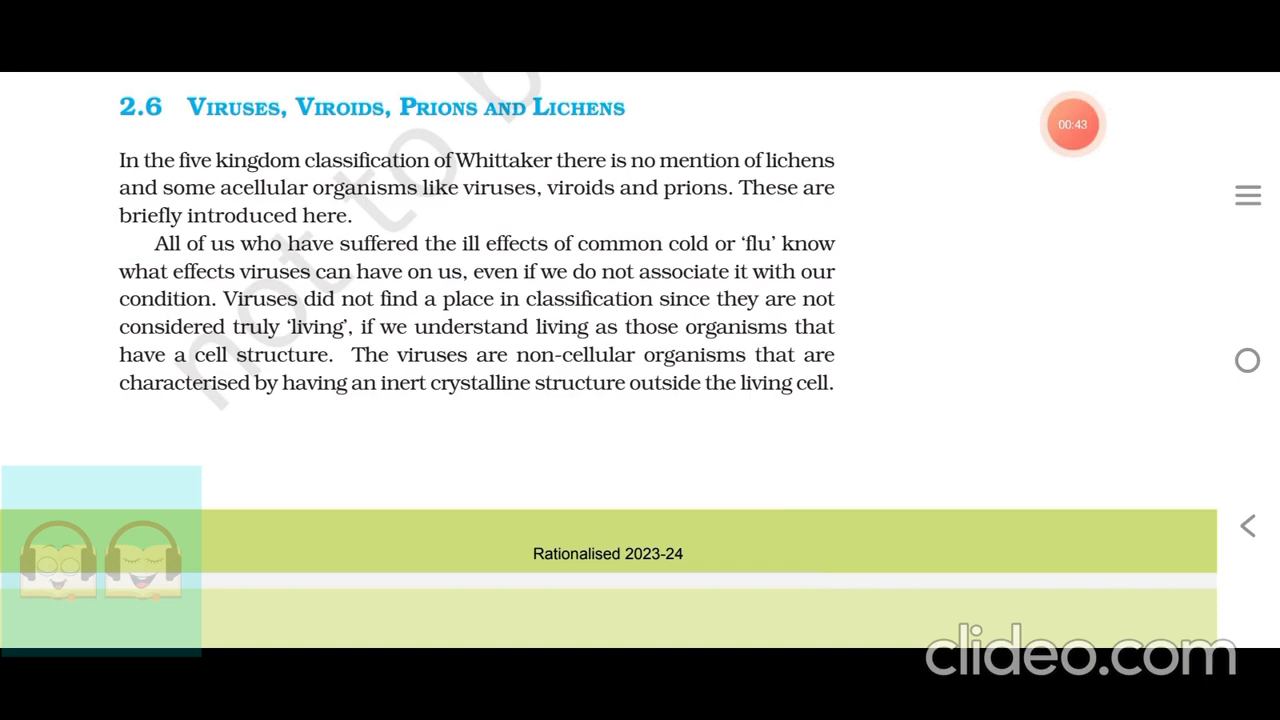 2.6 VIRUSES, VIROIDS, PRIONS AND LICHENS
00:43
In the five kingdom classification of Whittaker there is no mention of lichens
and some acellular organisms like viruses, viroids and prions. These are
briefly introduced here.
All of us who have suffered the ill effects of common cold or ‘flu’ know
what effects viruses can have on us, even if we do not associate it with our
condition. Viruses did not find a place in classification since they are not
considered truly ‘living’, if we understand living as those organisms that
have a cell structure. The viruses are non-cellular organisms that are
characterised by having an inert crystalline structure outside the living cell.
not to b
Rationalised 2023-24
clideo.com